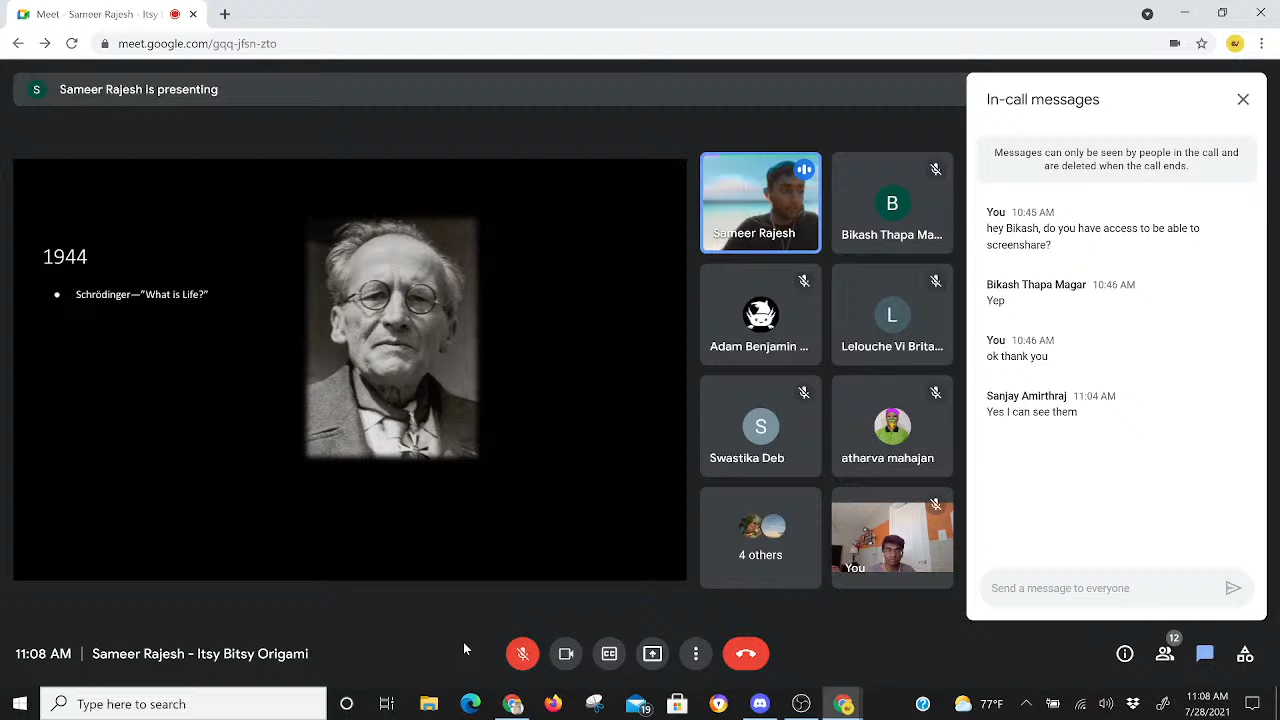 Meet - Sameer Rajesh - Itsy
meet.google.com/gqq-jfsn-zto
S
Sameer Rajesh is presenting
1944
Schrödinger—"What is Life?"
Sameer Rajesh
B
Bikash Thapa Ma...
Adam Benjamin ...
L
Lelouche Vi Brita...
S
Swastika Deb
atharva mahajan
4 others
You
In-call messages
Messages can only be seen by people in the call and
are deleted when the call ends.
You 10:45 AM
hey Bikash, do you have access to be able to
screenshare?
Bikash Thapa Magar 10:46 AM
Yep
You 10:46 AM
ok thank you
Sanjay Amirthraj 11:04 AM
Yes I can see them
Send a message to everyone
11:08 AM | Sameer Rajesh - Itsy Bitsy Origami
12
Type here to search
19
77°F
11:08 AM
7/28/2021